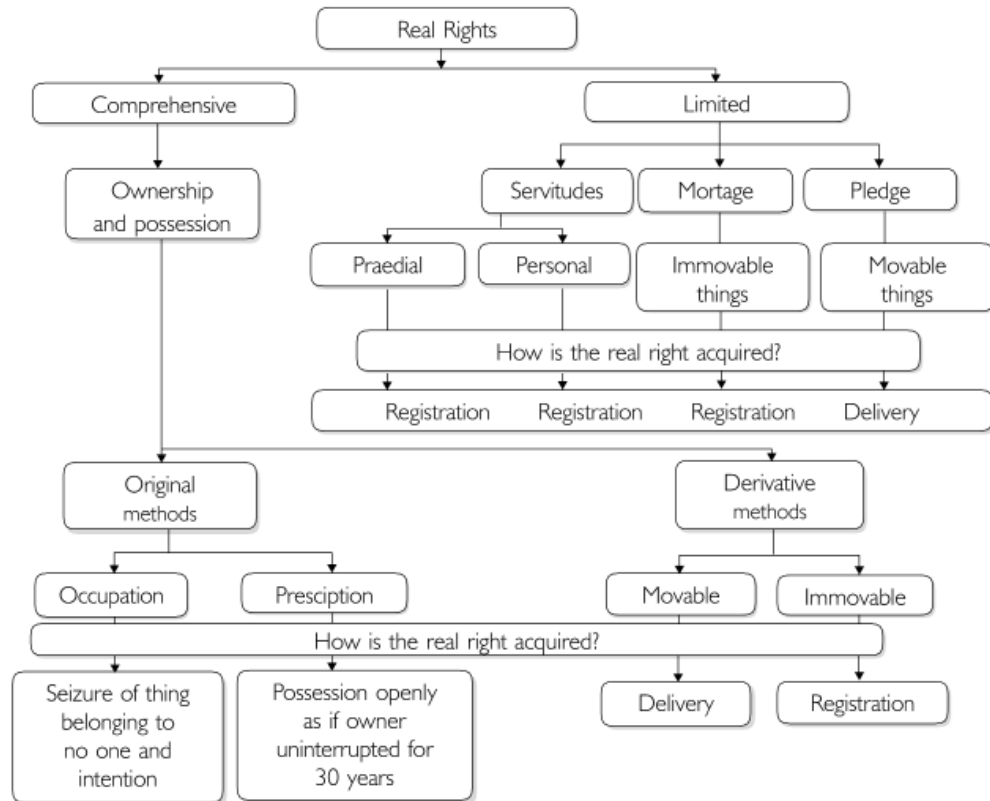 Real Rights
Comprehensive
Limited
Ownership
and possession
Servitudes
Mortage
Pledge
Praedial
Personal
Immovable
things
Movable
things
How is the real right acquired?
Registration Registration Registration Delivery
Original
methods
Derivative
methods
Occupation
Presciption
Movable
Immovable
How is the real right acquired?
Seizure of thing
belonging to
no one and
intention
Possession openly
as if owner
uninterrupted for
30 years
Delivery
Registration